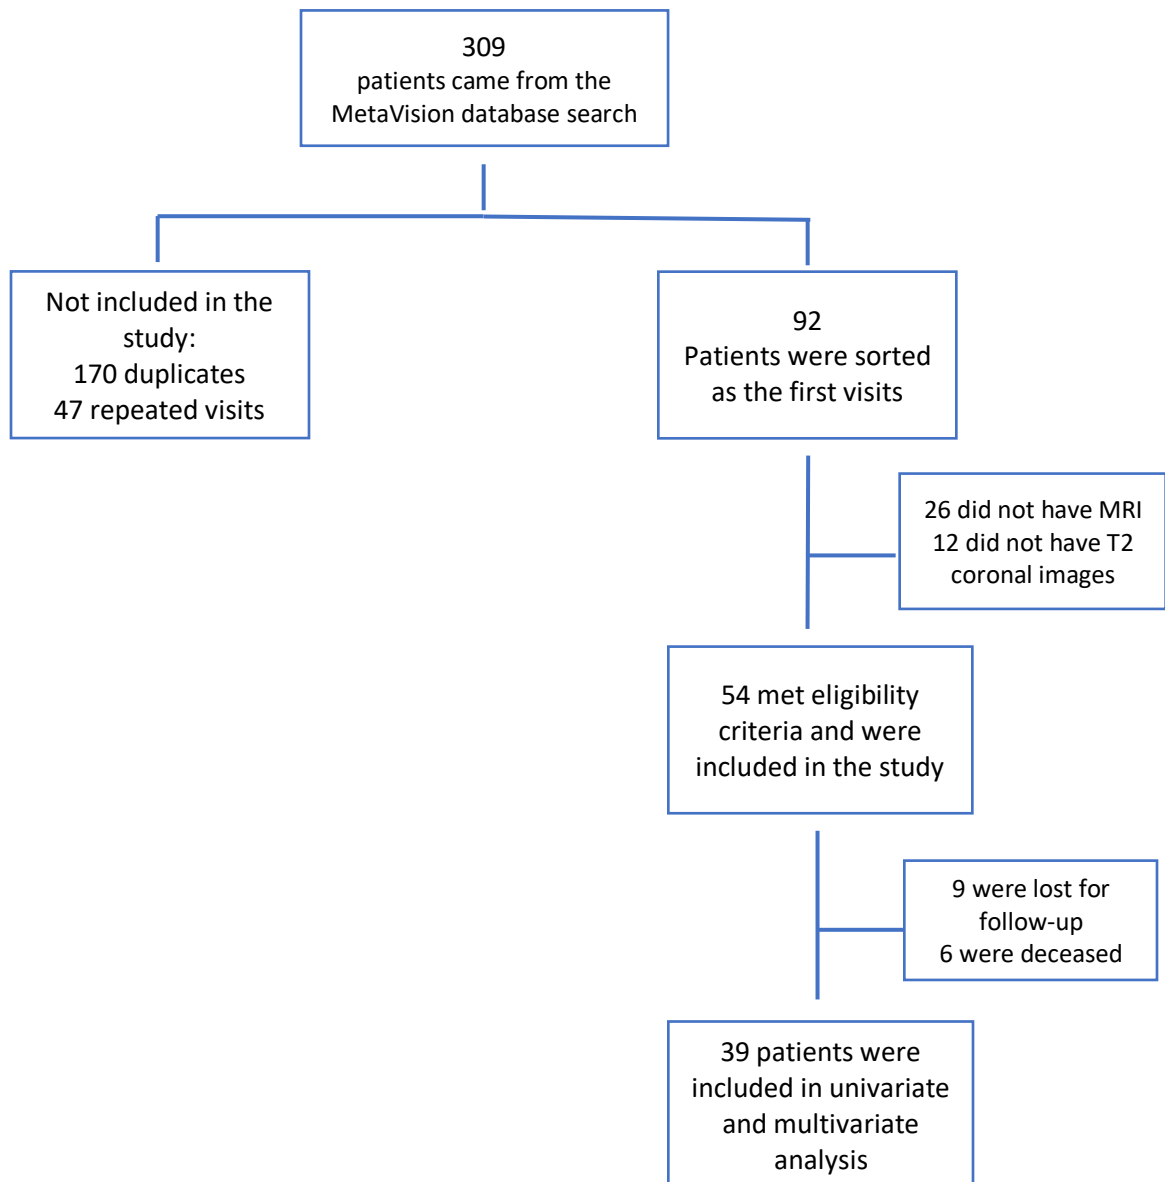 309
patients came from the
MetaVision database search
Not included in the
study:
170 duplicates
47 repeated visits
92
Patients were sorted
as the first visits
26 did not have MRI
12 did not have T2
coronal images
54 met eligibility
criteria and were
included in the study
9 were lost for
follow-up
6 were deceased
39 patients were
included in univariate
and multivariate
analysis